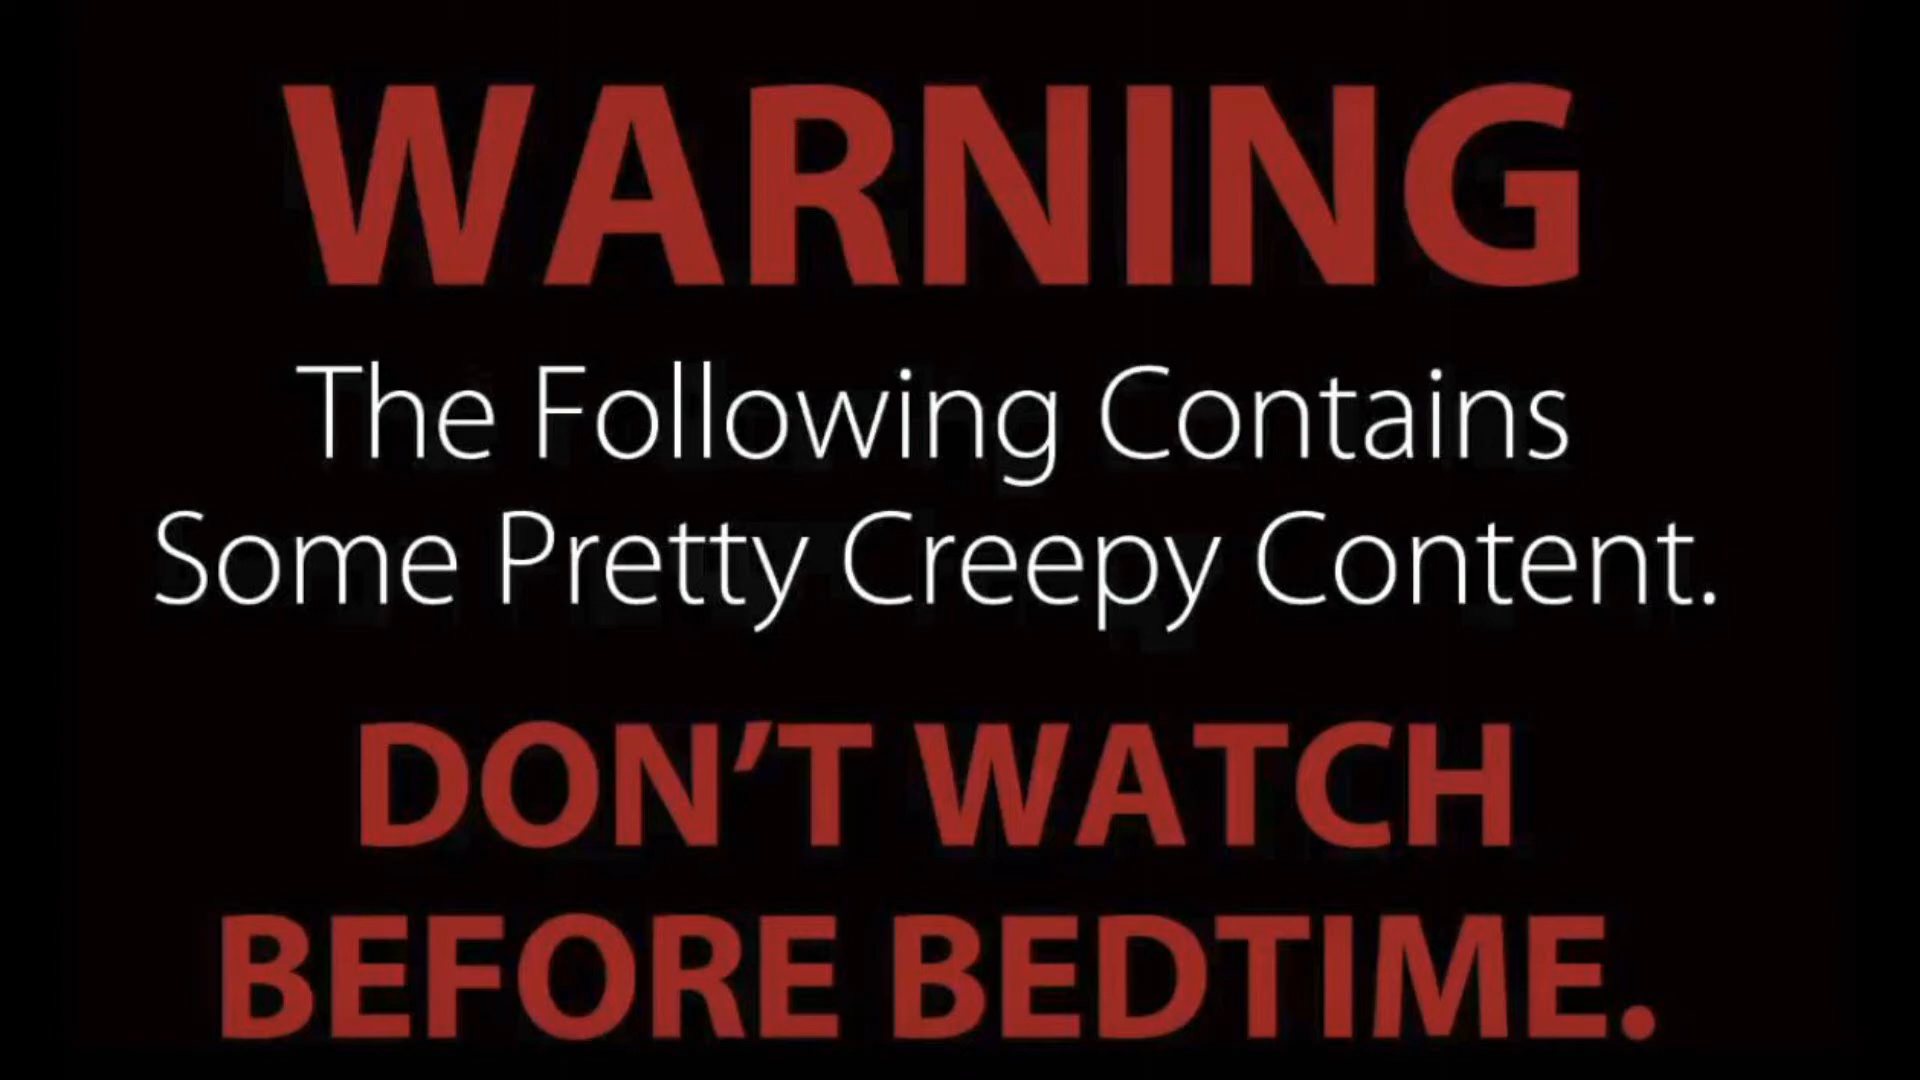 WARNING
The Following Contains
Some Pretty Creepy Content.
DON’T WATCH
BEFORE BEDTIME.